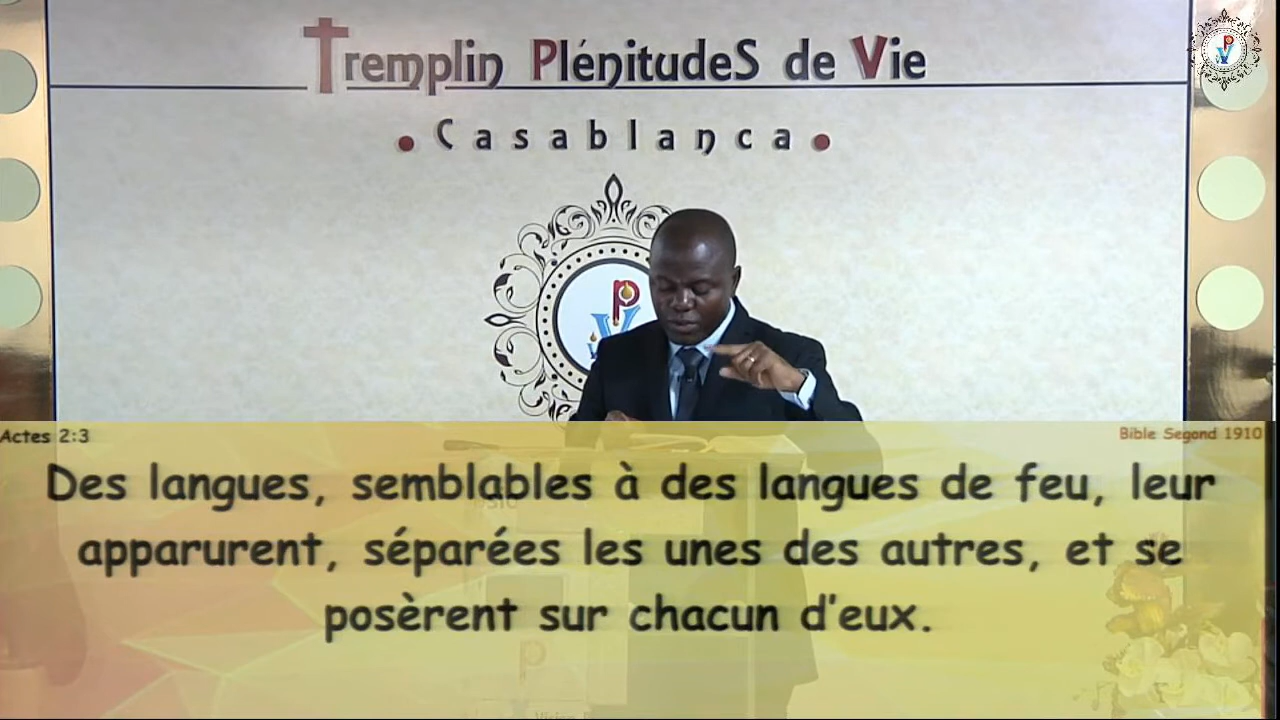 Tremplin PlénitudeS de Vie
• Casablanca •
PV
Actes 2:3
Bible Segond 1910
Des langues, semblables à des langues de feu, leur
apparurent, séparées les unes des autres, et se
posèrent sur chacun d'eux.